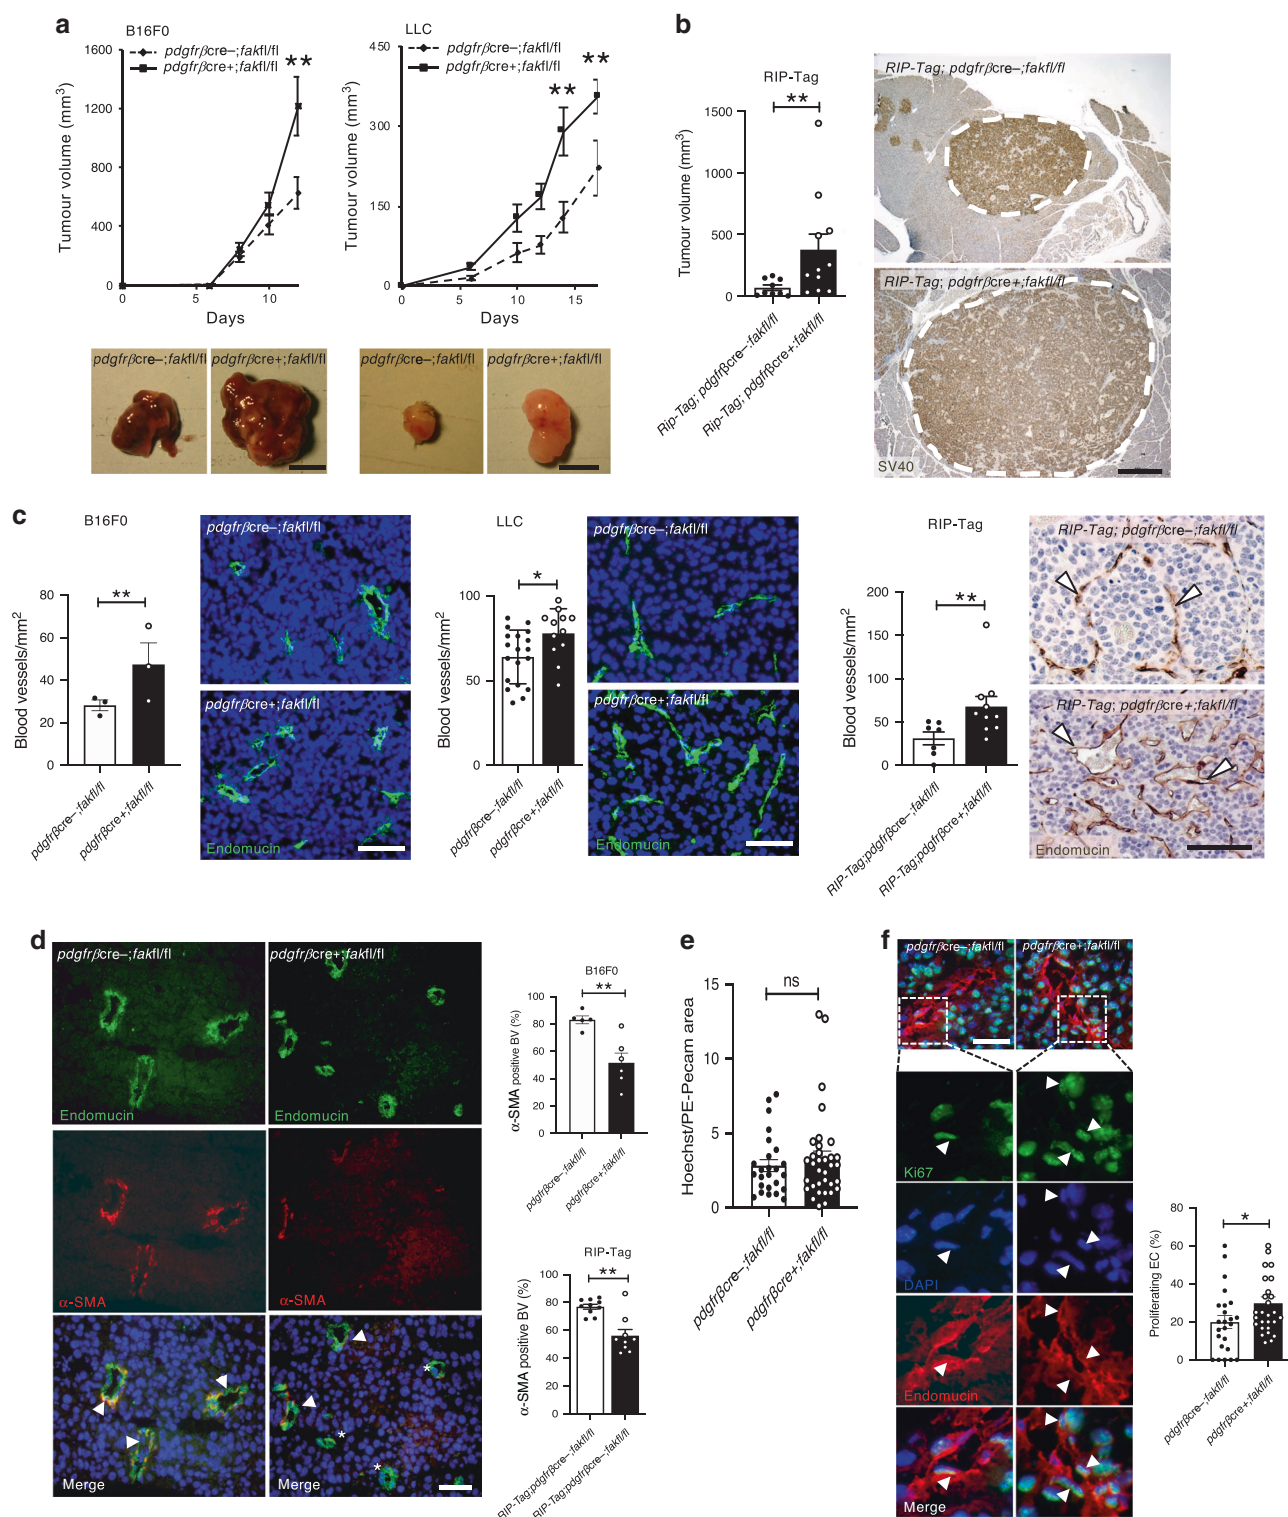 a
B16F0
pdgfrβcre–;fakfl/fl
pdgfrβcre+;fakfl/fl
**
Tumour volume (mm³)
1600
1200
800
400
0
0
5
10
Days
LLC
pdgfrβcre–;fakfl/fl
pdgfrβcre+;fakfl/fl
**
**
Tumour volume (mm³)
450
300
150
0
0
5
10
15
Days
pdgfrβcre–;fakfl/fl
pdgfrβcre+;fakfl/fl
pdgfrβcre–;fakfl/fl
pdgfrβcre+;fakfl/fl
b
RIP-Tag
**
Tumour volume (mm³)
1500
1000
500
0
Rip-Tag; pdgfrβcre–;fakfl/fl
Rip-Tag; pdgfrβcre+;fakfl/fl
RIP-Tag; pdgfrβcre–;fakfl/fl
RIP-Tag; pdgfrβcre+;fakfl/fl
SV40
c
B16F0
**
Blood vessels/mm²
80
60
40
20
0
pdgfrβcre–;fakfl/fl
pdgfrβcre+;fakfl/fl
pdgfrβcre–;fakfl/fl
pdgfrβcre+;fakfl/fl
Endomucin
LLC
*
Blood vessels/mm²
100
50
0
pdgfrβcre–;fakfl/fl
pdgfrβcre+;fakfl/fl
pdgfrβcre–;fakfl/fl
pdgfrβcre+;fakfl/fl
Endomucin
RIP-Tag
**
Blood vessels/mm²
200
150
100
50
0
RIP-Tag;pdgfrβcre–;fakfl/fl
RIP-Tag;pdgfrβcre+;fakfl/fl
RIP-Tag; pdgfrβcre–;fakfl/fl
RIP-Tag; pdgfrβcre+;fakfl/fl
Endomucin
d
pdgfrβcre–;fakfl/fl
pdgfrβcre+;fakfl/fl
Endomucin
Endomucin
α-SMA
α-SMA
*
*
*
Merge
Merge
B16F0
**
α-SMA positive BV (%)
100
80
60
40
20
0
pdgfrβcre–;fakfl/fl
pdgfrβcre+;fakfl/fl
RIP-Tag
**
α-SMA positive BV (%)
100
80
60
40
20
0
RIP-Tag;pdgfrβcre–;fakfl/fl
RIP-Tag;pdgfrβcre–;fakfl/fl
e
ns
Hoechst/PE-Pecam area
15
10
5
0
pdgfrβcre–;fakfl/fl
pdgfrβcre+;fakfl/fl
f
pdgfrβcre–;fakfl/fl
pdgfrβcre+;fakfl/fl
Ki67
DAPI
Endomucin
Merge
*
Proliferating EC (%)
80
60
40
20
0
pdgfrβcre–;fakfl/fl
pdgfrβcre+;fakfl/fl